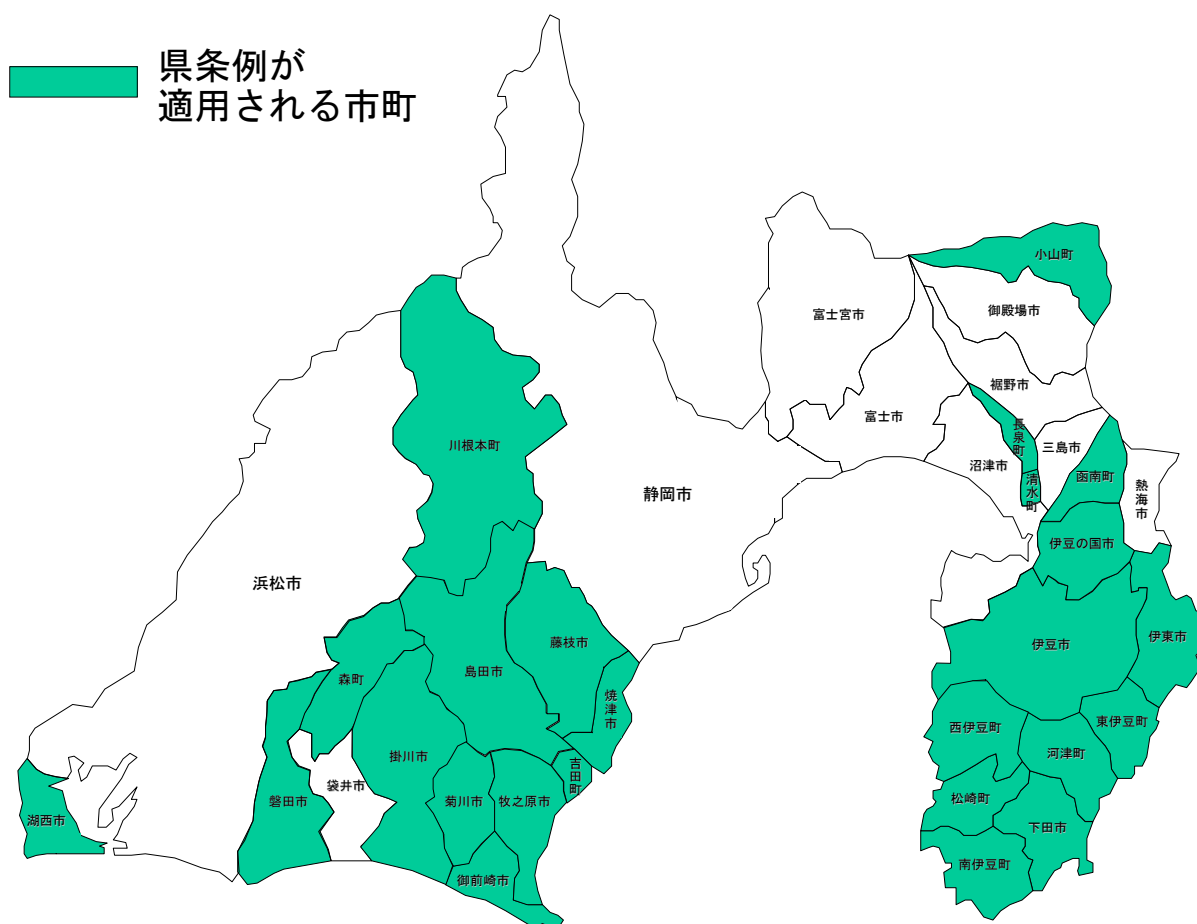 県条例が
適用される市町
小山町
御殿場市
富士宮市
裾野市
富士市
長泉町
三島市
沼津市
函南町
清水町
熱海市
川根本町
静岡市
伊豆の国市
浜松市
伊東市
伊豆市
藤枝市
島田市
森町
焼津市
東伊豆町
西伊豆町
河津町
掛川市
吉田町
袋井市
磐田市
菊川市
牧之原市
松崎町
湖西市
下田市
南伊豆町
御前崎市